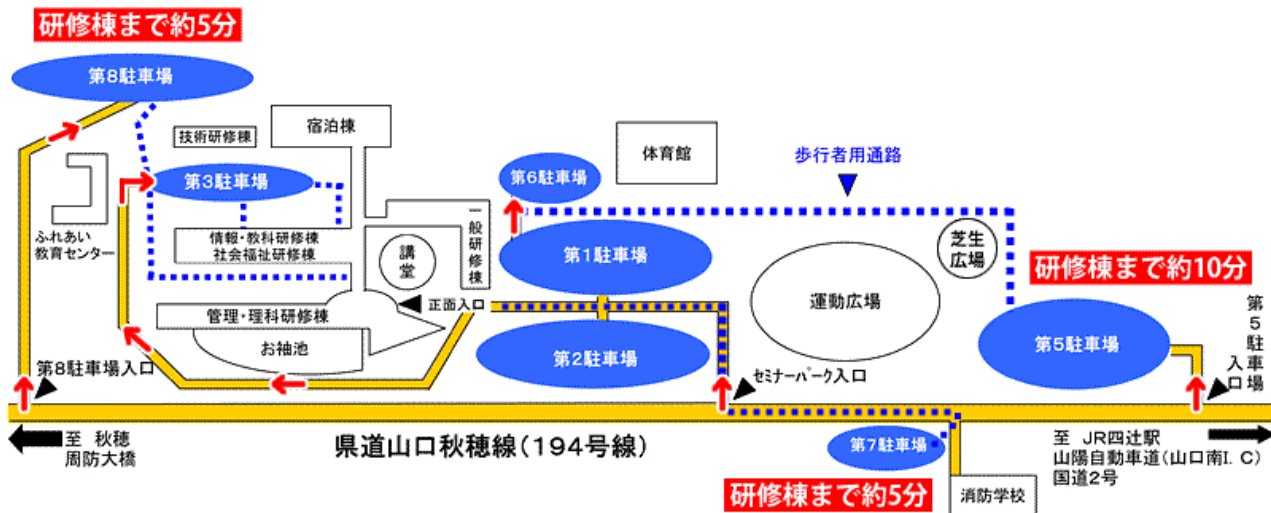 研修棟まで約5分
第8駐車場
技術研修棟
宿泊棟
体育館
歩行者用通路
第3駐車場
第6駐車場
ふれあい
教育センター
情報・教科研修棟
社会福祉研修棟
講堂
一般研修棟
第1駐車場
芝生
広場
研修棟まで約10分
運動広場
正面入口
管理・理科研修棟
お袖池
第2駐車場
第5駐車場
第5駐車場
入口
第8駐車場入口
セミナーパーク入口
県道山口秋穂線(194号線)
至 秋穂
周防大橋
第7駐車場
至 JR四辻駅
山陽自動車道(山口南I.C)
国道2号
研修棟まで約5分
消防学校